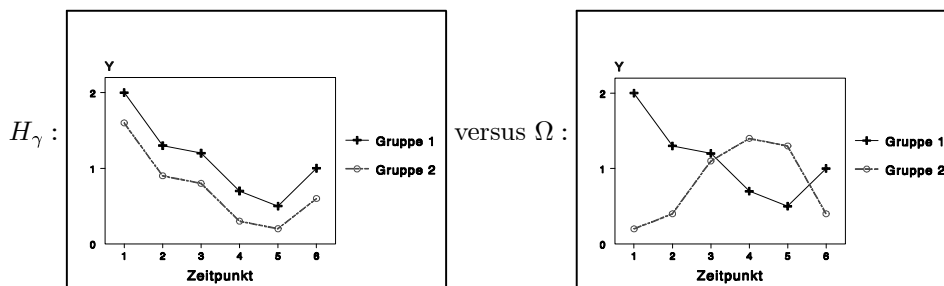 Y
2
1
0
1 2 3 4 5 6
Zeitpunkt
Gruppe 1
Gruppe 2
H_γ :
versus Ω :
Y
2
1
0
1 2 3 4 5 6
Zeitpunkt
Gruppe 1
Gruppe 2